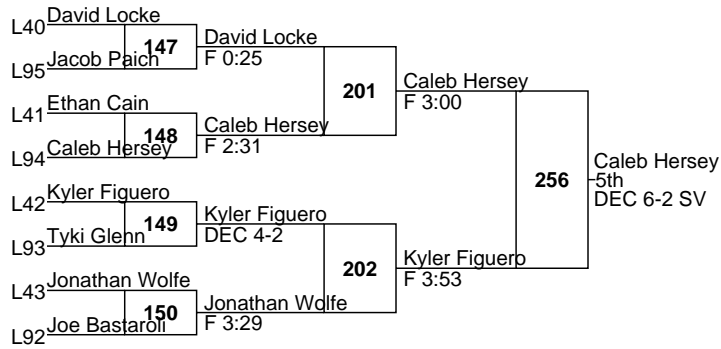 L40 David Locke
147
L95 Jacob Paich
David Locke
F 0:25
L41 Ethan Cain
148
L94 Caleb Hersey
Caleb Hersey
F 2:31
201
Caleb Hersey
F 3:00
L42 Kyler Figuero
149
L93 Tyki Glenn
Kyler Figuero
DEC 4-2
L43 Jonathan Wolfe
150
L92 Joe Bastaroli
Jonathan Wolfe
F 3:29
202
Kyler Figuero
F 3:53
256
Caleb Hersey
5th
DEC 6-2 SV